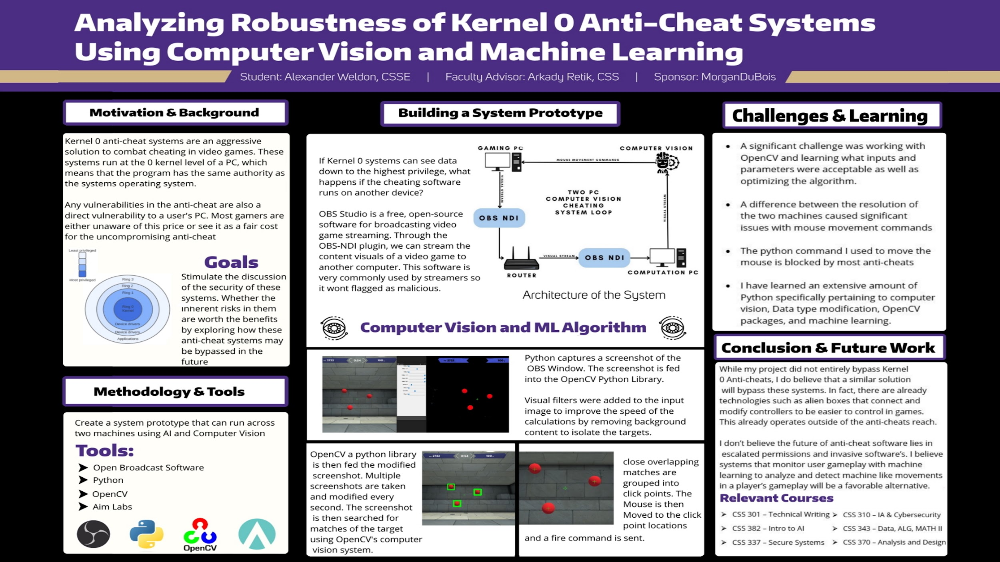 Analyzing Robustness of Kernel 0 Anti-Cheat Systems
Using Computer Vision and Machine Learning
Student: Alexander Weldon, CSSE | Faculty Advisor: Arkady Retik, CSS | Sponsor: MorganDuBois
Motivation & Background
Kernel 0 anti-cheat systems are an aggressive
solution to combat cheating in video games. These
systems run at the 0 kernel level of a PC, which
means that the program has the same authority as
the systems operating system.
Any vulnerabilities in the anti-cheat are also a
direct vulnerability to a user's PC. Most gamers are
either unaware of this price or see it as a fair cost
for the uncompromising anti-cheat
Least privileged
Most privileged
Ring 3
Ring 2
Ring 1
Ring 0
Kernel
Device drivers
Device drivers
Applications
Goals
Stimulate the discussion
of the security of these
systems. Whether the
inherent risks in them
are worth the benefits
by exploring how these
anti-cheat systems may
be bypassed in the
future
Methodology & Tools
Create a system prototype that can run across
two machines using AI and Computer Vision
Tools:
Open Broadcast Software
Python
OpenCV
Aim Labs
OpenCV
Building a System Prototype
If Kernel 0 systems can see data
down to the highest privilege, what
happens if the cheating software
runs on another device?
OBS Studio is a free, open-source
software for broadcasting video
game streaming. Through the
OBS-NDI plugin, we can stream the
content visuals of a video game to
another computer. This software is
very commonly used by streamers so
it wont flagged as malicious.
GAMING PC
COMPUTER VISION
MOUSE MOVEMENT COMMANDS
VISUAL STREAM
TWO PC
COMPUTER VISION
CHEATING
SYSTEM LOOP
VISUAL STREAM
OBS NDI
VISUAL STREAM
OBS NDI
ROUTER
COMPUTATION PC
Architecture of the System
Computer Vision and ML Algorithm
2722 0:54 100
2722 100
Python captures a screenshot of the
OBS Window. The screenshot is fed
into the OpenCV Python Library.
Visual filters were added to the input
image to improve the speed of the
calculations by removing background
content to isolate the targets.
OpenCV a python library
is then fed the modified
screenshot. Multiple
screenshots are taken
and modified every
second. The screenshot
is then searched for
matches of the target
using OpenCV's computer
vision system.
2722 0:54 100
close overlapping
matches are
grouped into
click points. The
Mouse is then
Moved to the click
point locations
and a fire command is sent.
Challenges & Learning
• A significant challenge was working with
OpenCV and learning what inputs and
parameters were acceptable as well as
optimizing the algorithm.
• A difference between the resolution of
the two machines caused significant
issues with mouse movement commands
• The python command I used to move the
mouse is blocked by most anti-cheats
• I have learned an extensive amount of
Python specifically pertaining to computer
vision, Data type modification, OpenCV
packages, and machine learning.
Conclusion & Future Work
While my project did not entirely bypass Kernel
0 Anti-cheats, I do believe that a similar solution
will bypass these systems. In fact, there are already
technologies such as alien boxes that connect and
modify controllers to be easier to control in games.
This already operates outside of the anti-cheats reach.
I don't believe the future of anti-cheat software lies in
escalated permissions and invasive software's. I believe
systems that monitor user gameplay with machine
learning to analyze and detect machine like movements
in a player's gameplay will be a favorable alternative.
Relevant Courses
CSS 301 – Technical Writing
CSS 310 – IA & Cybersecurity
CSS 382 – Intro to AI
CSS 343 – Data, ALG, MATH II
CSS 337 – Secure Systems
CSS 370 – Analysis and Design